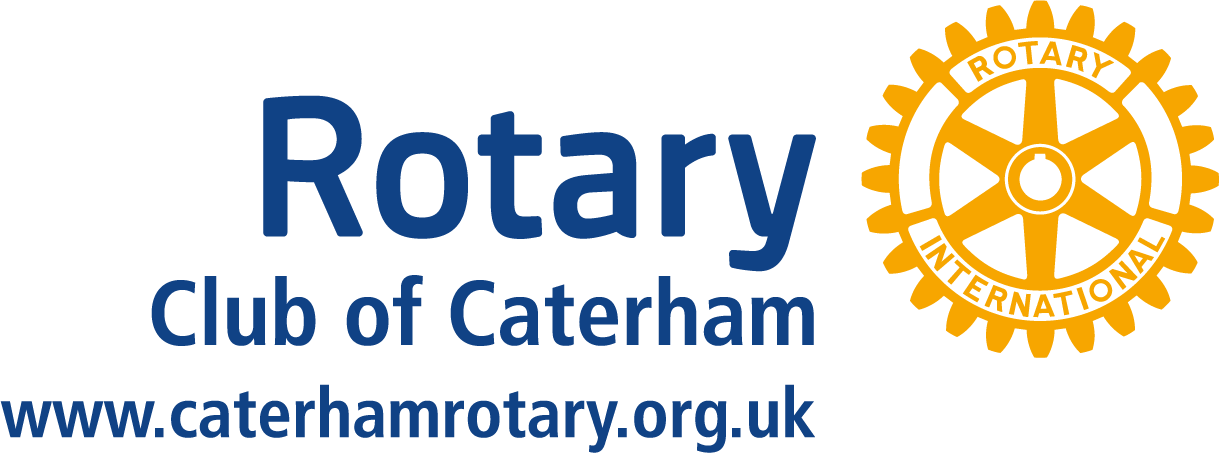 Rotary
Club of Caterham
www.caterhamrotary.org.uk
ROTARY
INTERNATIONAL